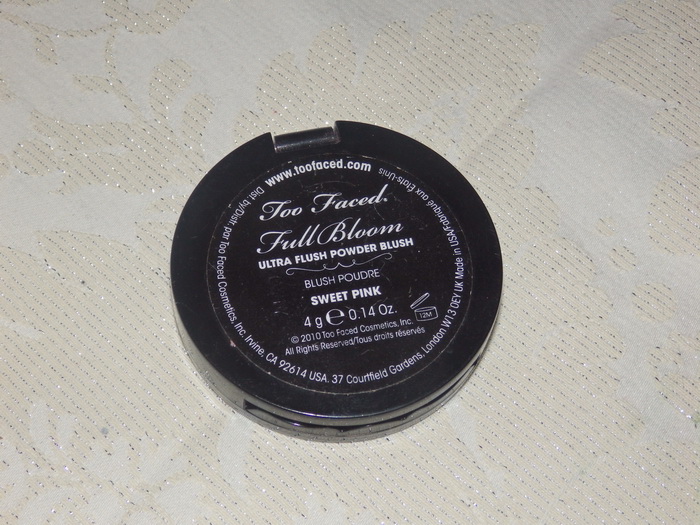 www.toofaced.com
Too Faced.
Full Bloom
ULTRA FLUSH POWDER BLUSH
BLUSH POUDRE
SWEET PINK
4 g ℮ 0.14 Oz.
12M
© 2010 Too Faced Cosmetics, Inc.
All Rights Reserved/Tous droits réservés
Dist. by/Distr par Too Faced Cosmetics, Inc. Irvine, CA 92614 USA. 37 Courtfield Gardens, London W13 0EY UK Made in USA/Fabriqué aux États-Unis